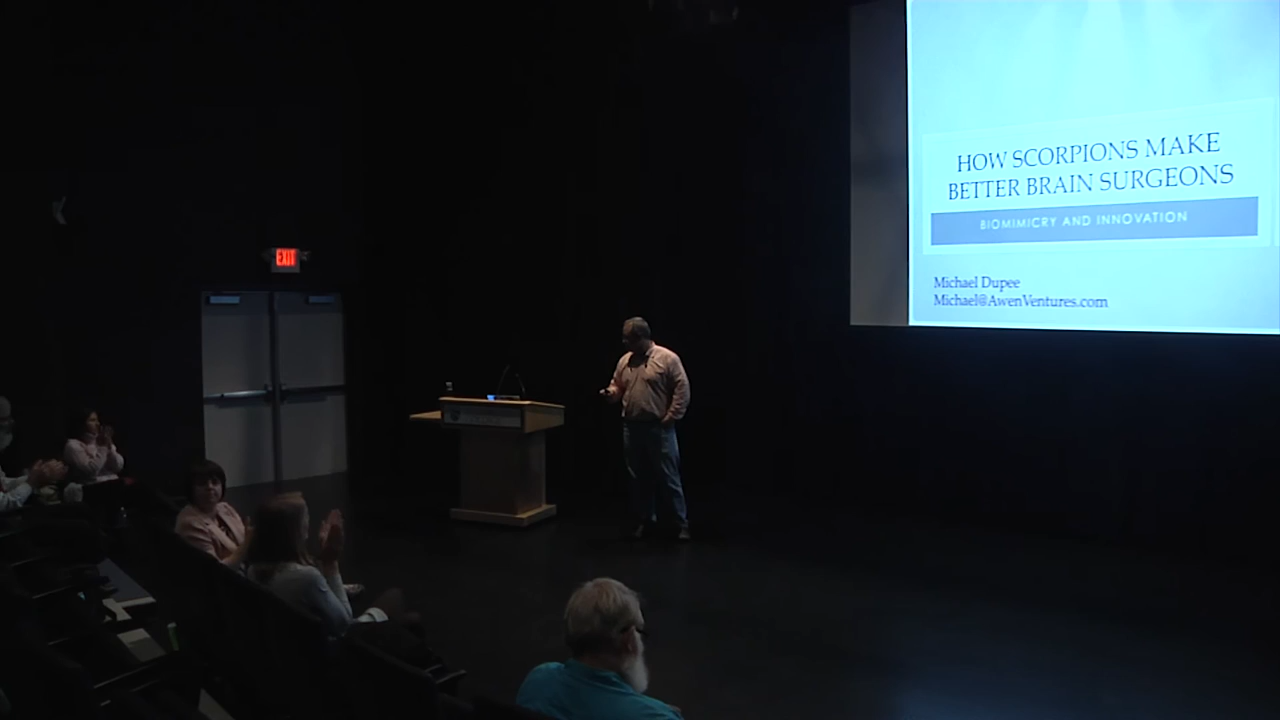 HOW SCORPIONS MAKE
BETTER BRAIN SURGEONS
BIOMIMICRY AND INNOVATION
Michael Dupee
Michael@AwenVentures.com
EXIT